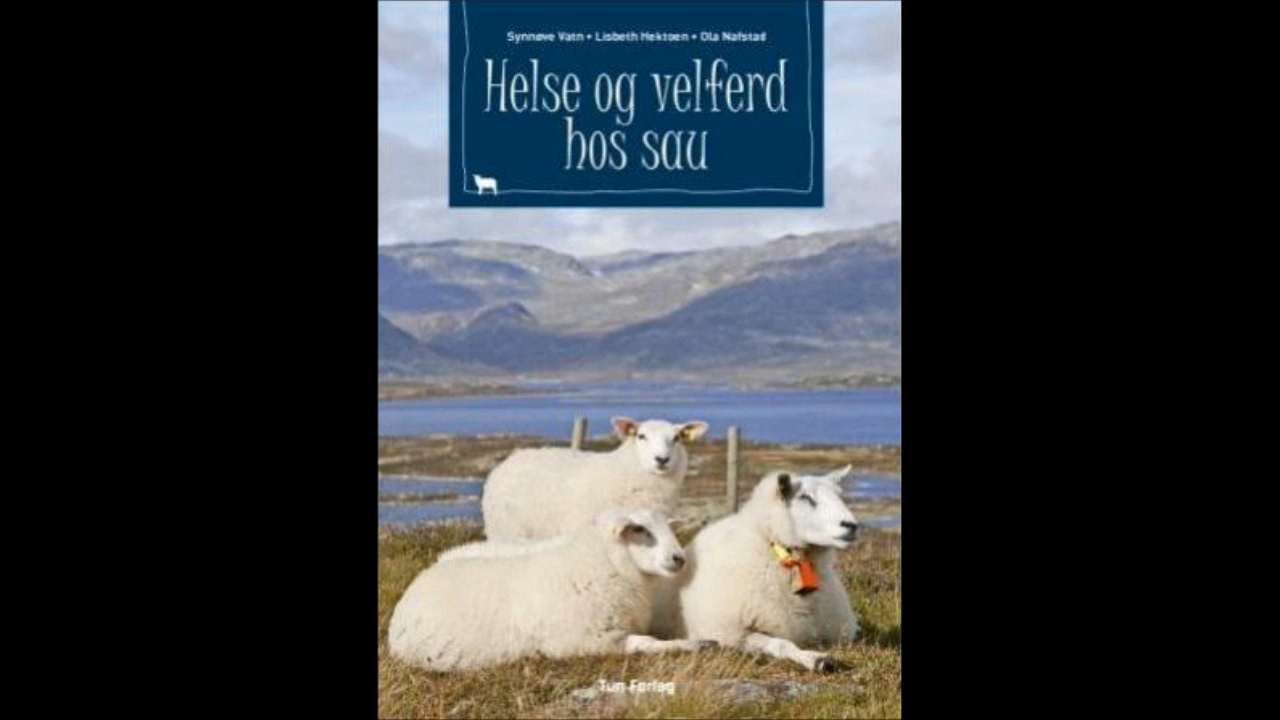 Synnøve Vatn • Lisbeth Hektoen • Ola Nafstad
Helse og velferd
hos sau
Tun Forlag